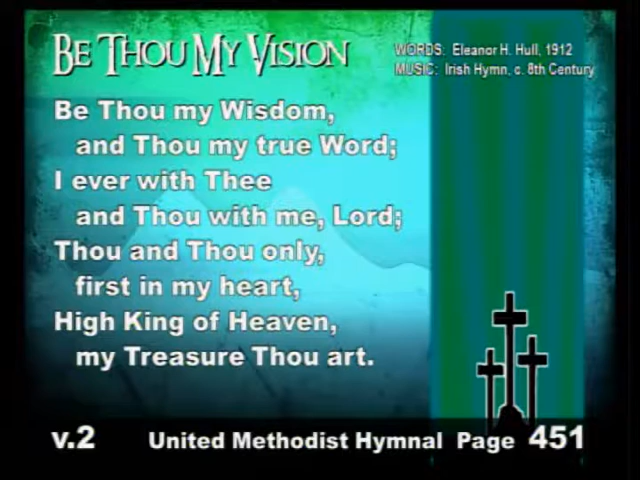 BE THOU MY VISION
WORDS: Eleanor H. Hull, 1912
MUSIC: Irish Hymn, c. 8th Century
Be Thou my Wisdom,
and Thou my true Word;
I ever with Thee
and Thou with me, Lord;
Thou and Thou only,
first in my heart,
High King of Heaven,
my Treasure Thou art.
v.2 United Methodist Hymnal Page 451